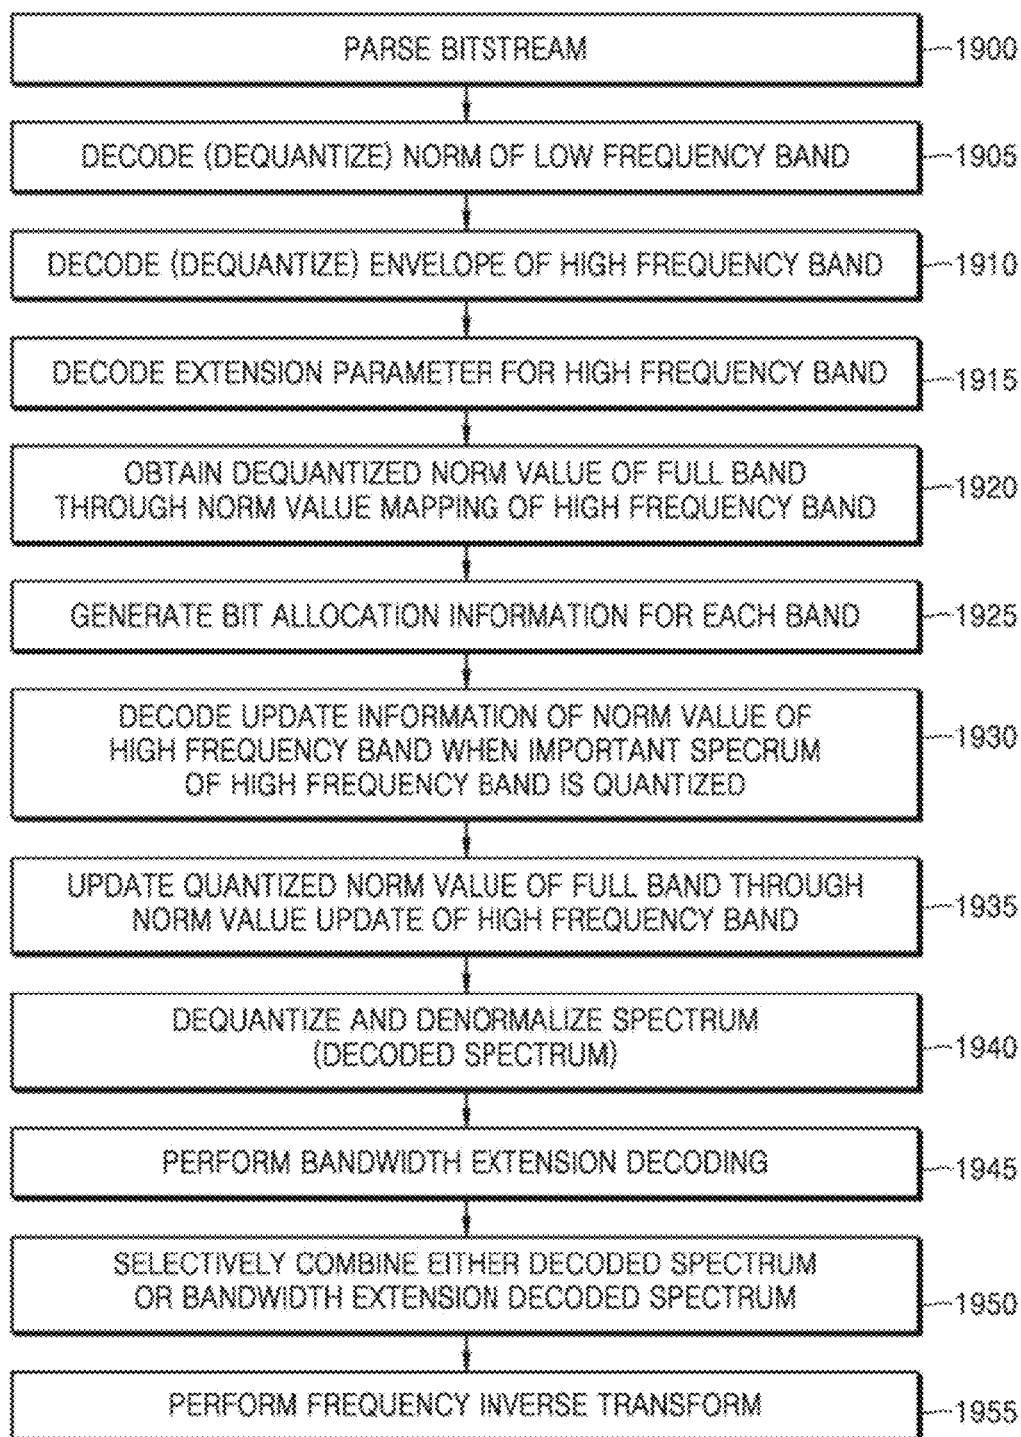 PARSE BITSTREAM
1900
DECODE (DEQUANTIZE) NORM OF LOW FREQUENCY BAND
1905
DECODE (DEQUANTIZE) ENVELOPE OF HIGH FREQUENCY BAND
1910
DECODE EXTENSION PARAMETER FOR HIGH FREQUENCY BAND
1915
OBTAIN DEQUANTIZED NORM VALUE OF FULL BAND
THROUGH NORM VALUE MAPPING OF HIGH FREQUENCY BAND
1920
GENERATE BIT ALLOCATION INFORMATION FOR EACH BAND
1925
DECODE UPDATE INFORMATION OF NORM VALUE OF
HIGH FREQUENCY BAND WHEN IMPORTANT SPECRUM
OF HIGH FREQUENCY BAND IS QUANTIZED
1930
UPDATE QUANTIZED NORM VALUE OF FULL BAND THROUGH
NORM VALUE UPDATE OF HIGH FREQUENCY BAND
1935
DEQUANTIZE AND DENORMALIZE SPECTRUM
(DECODED SPECTRUM)
1940
PERFORM BANDWIDTH EXTENSION DECODING
1945
SELECTIVELY COMBINE EITHER DECODED SPECTRUM
OR BANDWIDTH EXTENSION DECODED SPECTRUM
1950
PERFORM FREQUENCY INVERSE TRANSFORM
1955